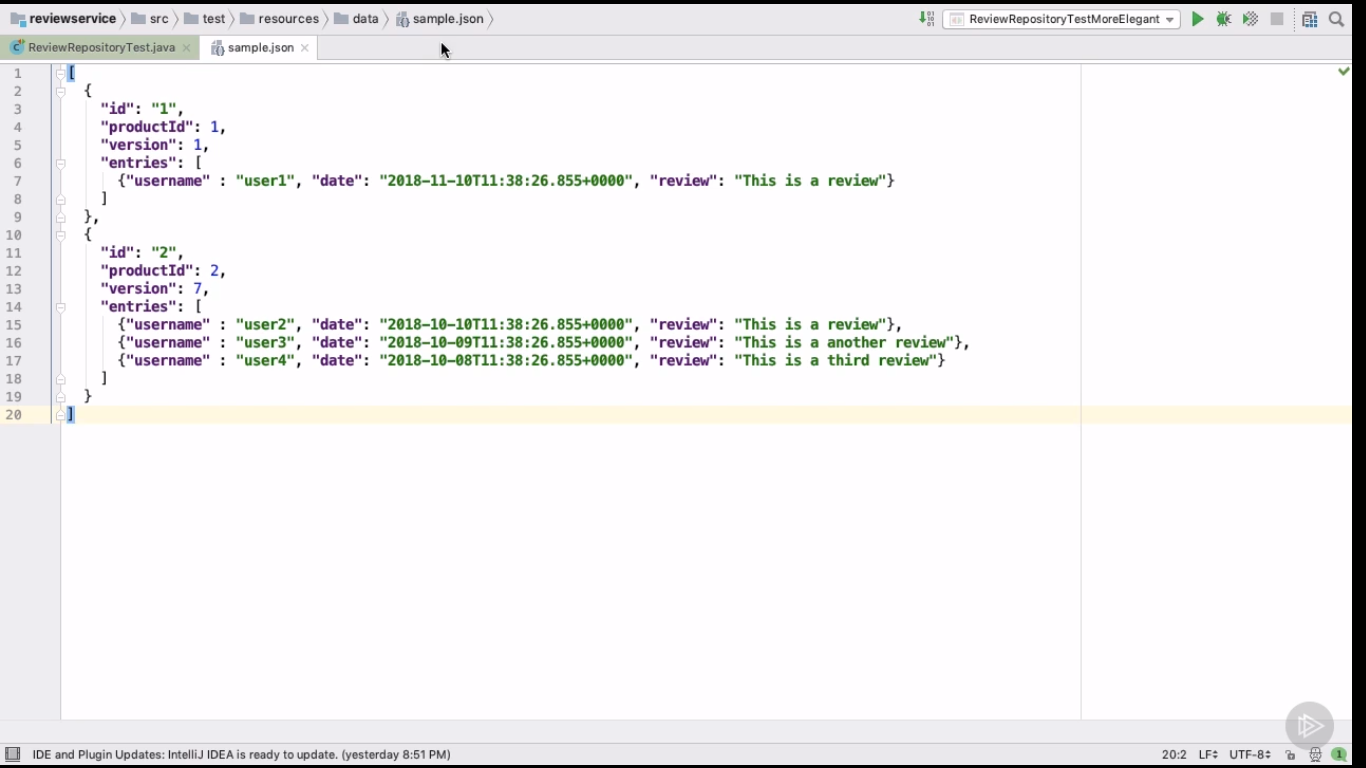 reviewservice src test resources data sample.json ReviewRepositoryTestMoreElegant
ReviewRepositoryTest.java sample.json
1 [
2 {
3 "id": "1",
4 "productId": 1,
5 "version": 1,
6 "entries": [
7 {"username" : "user1", "date": "2018-11-10T11:38:26.855+0000", "review": "This is a review"}
8 ]
9 },
10 {
11 "id": "2",
12 "productId": 2,
13 "version": 7,
14 "entries": [
15 {"username" : "user2", "date": "2018-10-10T11:38:26.855+0000", "review": "This is a review"},
16 {"username" : "user3", "date": "2018-10-09T11:38:26.855+0000", "review": "This is a another review"},
17 {"username" : "user4", "date": "2018-10-08T11:38:26.855+0000", "review": "This is a third review"}
18 ]
19 }
20 ]
IDE and Plugin Updates: IntelliJ IDEA is ready to update. (yesterday 8:51 PM) 20:2 LF UTF-8 1